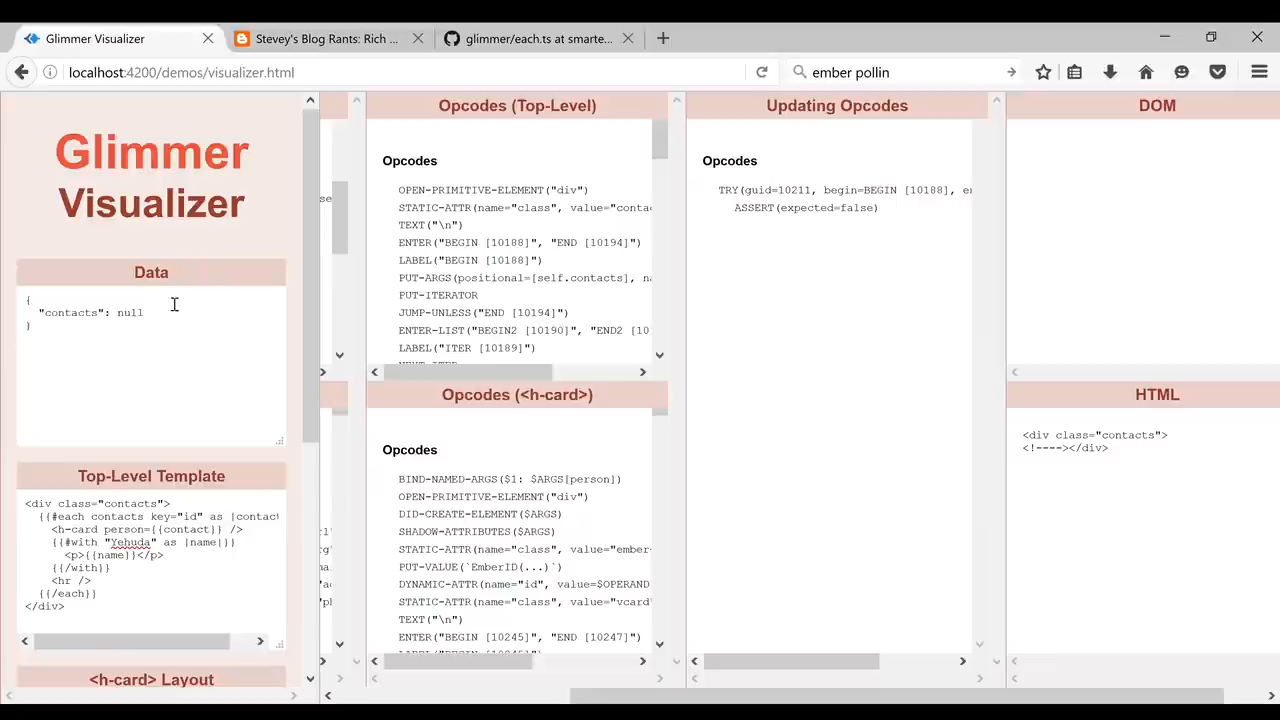 Glimmer Visualizer
Stevey's Blog Rants: Rich ...
glimmer/each.ts at smarte...
localhost:4200/demos/visualizer.html
ember pollin
Glimmer
Visualizer
Data
{
"contacts": null
}
Top-Level Template
<div class="contacts">
{{#each contacts key="id" as |contact
<h-card person={{contact}} />
{{#with "Yehuda" as |name|}}
<p>{{name}}</p>
{{/with}}
<hr />
{{/each}}
</div>
<h-card> Layout
Opcodes (Top-Level)
Opcodes
OPEN-PRIMITIVE-ELEMENT("div")
STATIC-ATTR(name="class", value="conta
TEXT("\n")
ENTER("BEGIN [10188]", "END [10194]")
LABEL("BEGIN [10188]")
PUT-ARGS(positional=[self.contacts], na
PUT-ITERATOR
JUMP-UNLESS("END [10194]")
ENTER-LIST("BEGIN2 [10190]", "END2 [10
LABEL("ITER [10189]")
Opcodes (<h-card>)
Opcodes
BIND-NAMED-ARGS($1: $ARGS[person])
OPEN-PRIMITIVE-ELEMENT("div")
DID-CREATE-ELEMENT($ARGS)
SHADOW-ATTRIBUTES($ARGS)
STATIC-ATTR(name="class", value="ember-
PUT-VALUE(`EmberID(...)`)
DYNAMIC-ATTR(name="id", value=$OPERAND
STATIC-ATTR(name="class", value="vcard"
TEXT("\n")
ENTER("BEGIN [10245]", "END [10247]")
Updating Opcodes
Opcodes
TRY(guid=10211, begin=BEGIN [10188], en
ASSERT(expected=false)
DOM
HTML
<div class="contacts">
<!----></div>